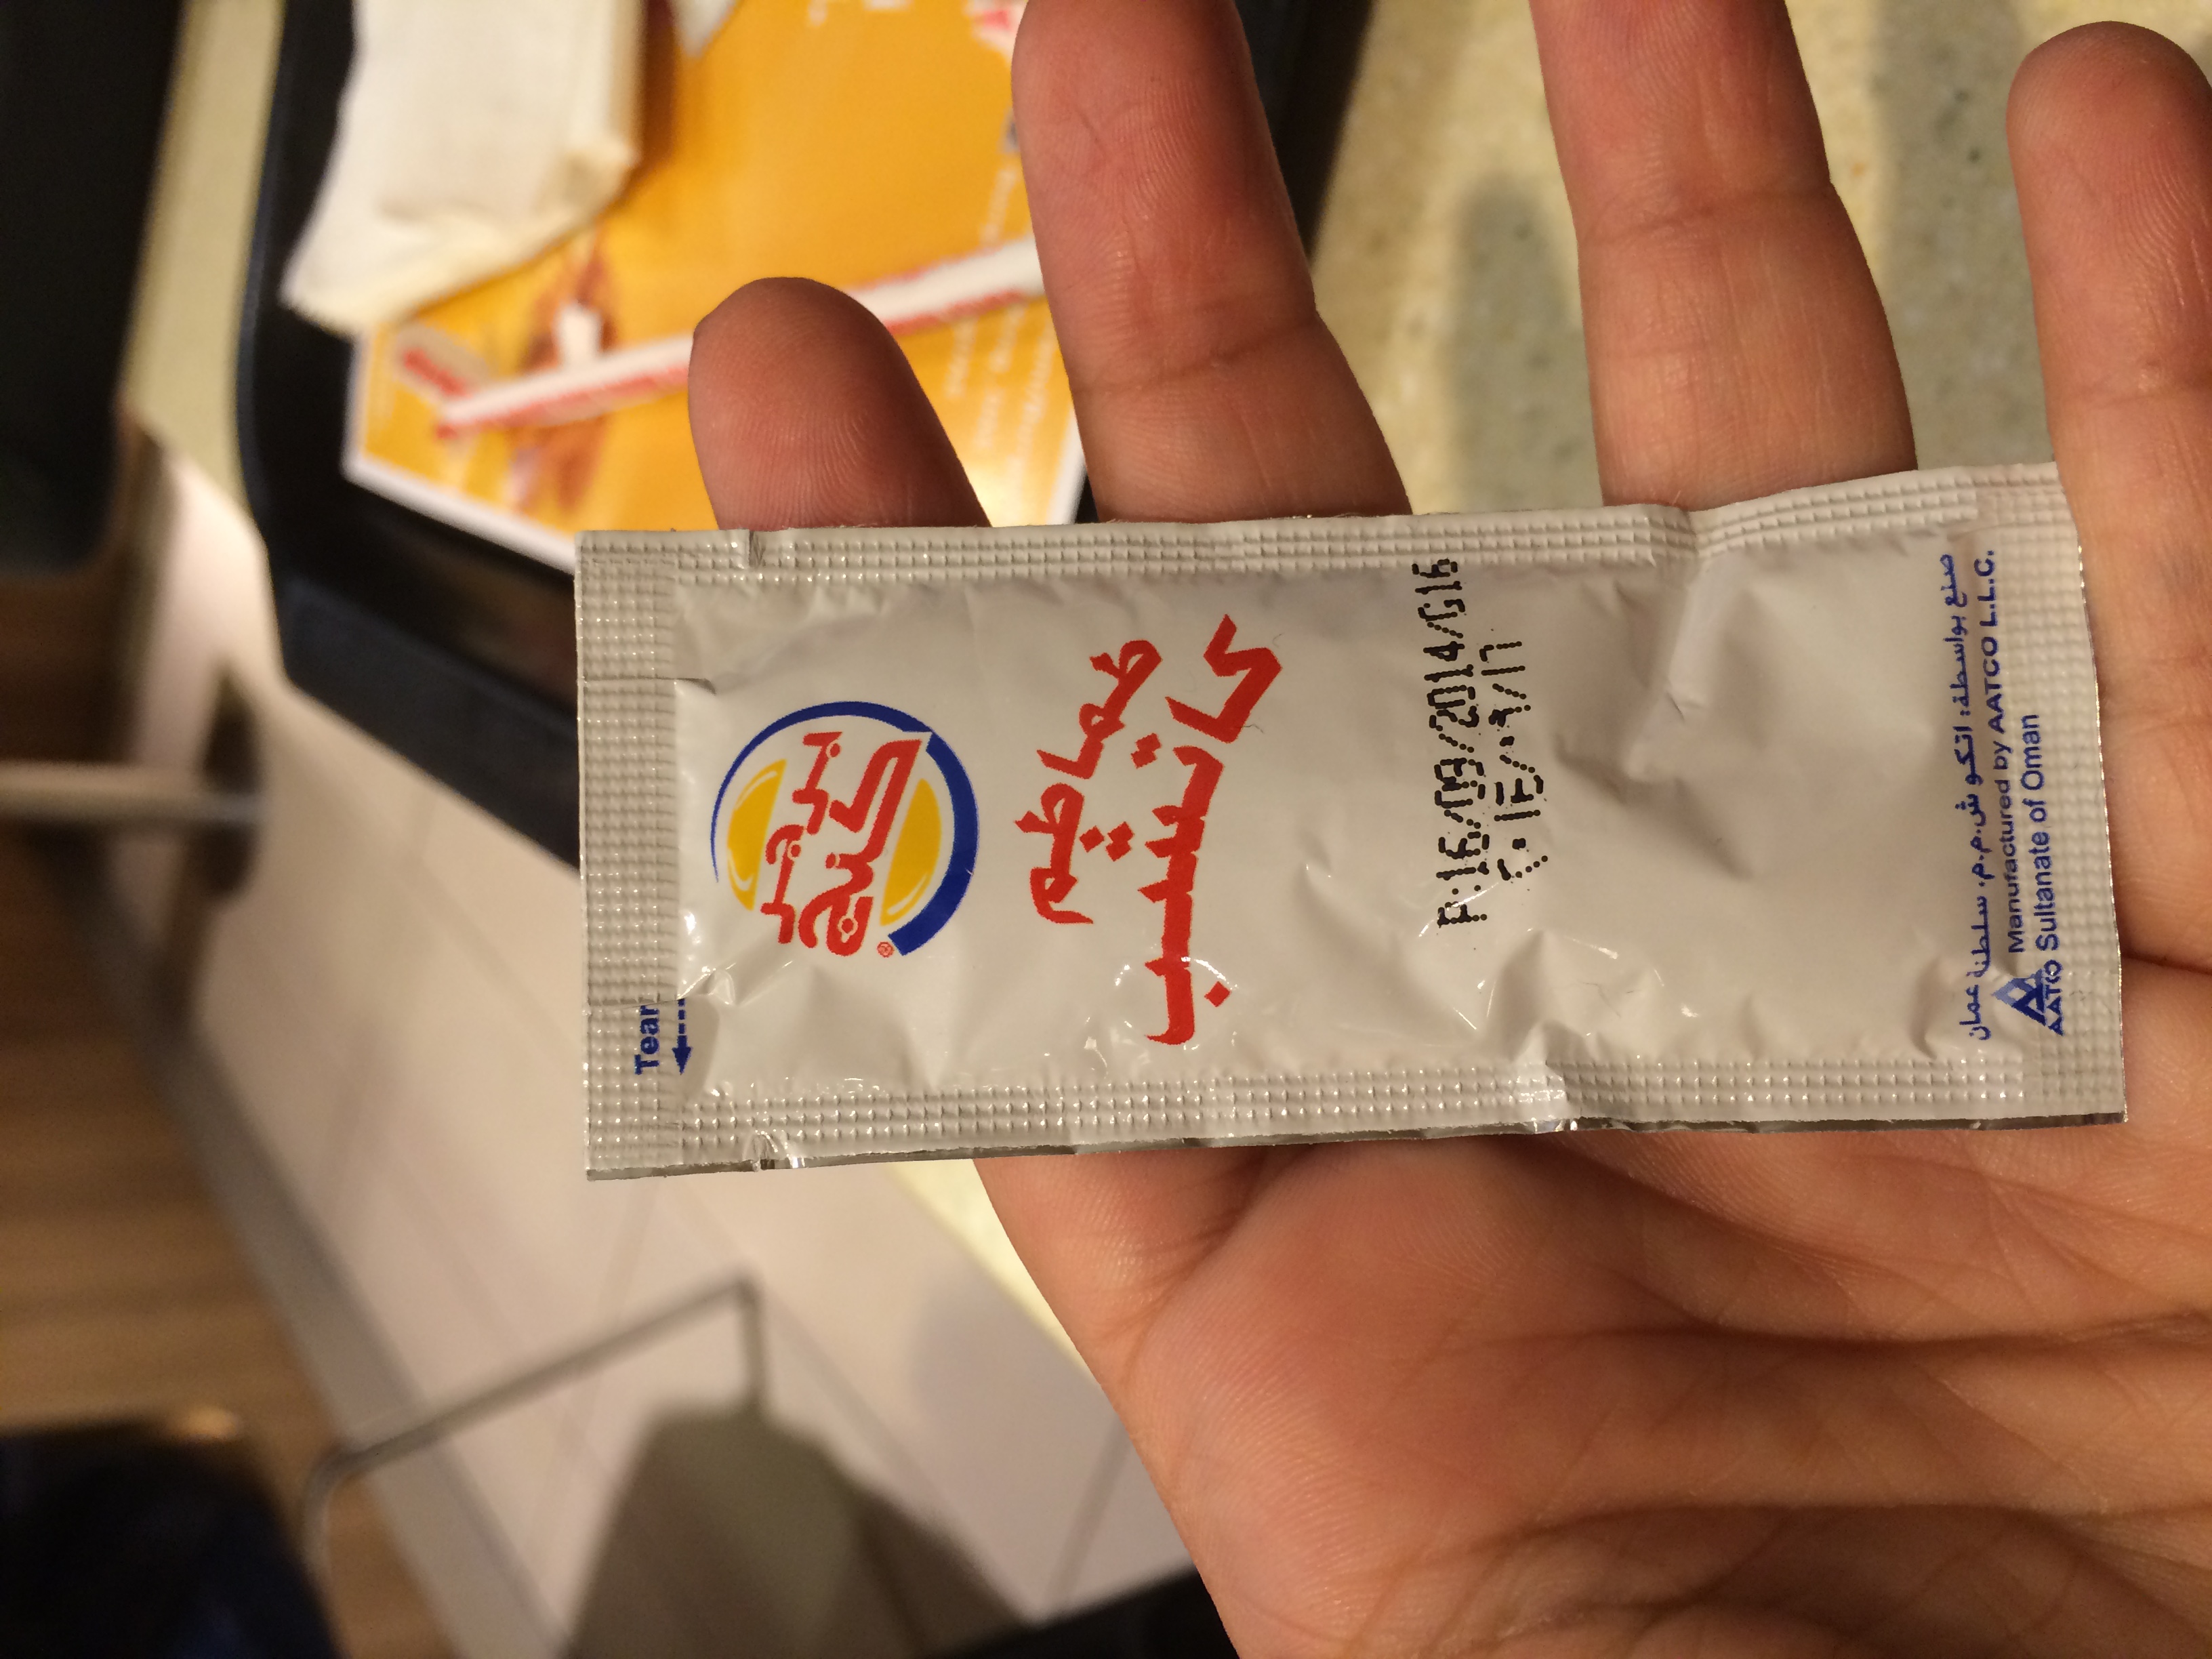 Tear
برجر
كنج
طماطم
كاتشب
P:16/09/2014/G16
صنع بواسطة: اتكو ش.م.م. سلطنة عمان
Manufactured by AATCO L.L.C.
Sultanate of Oman
AATCO